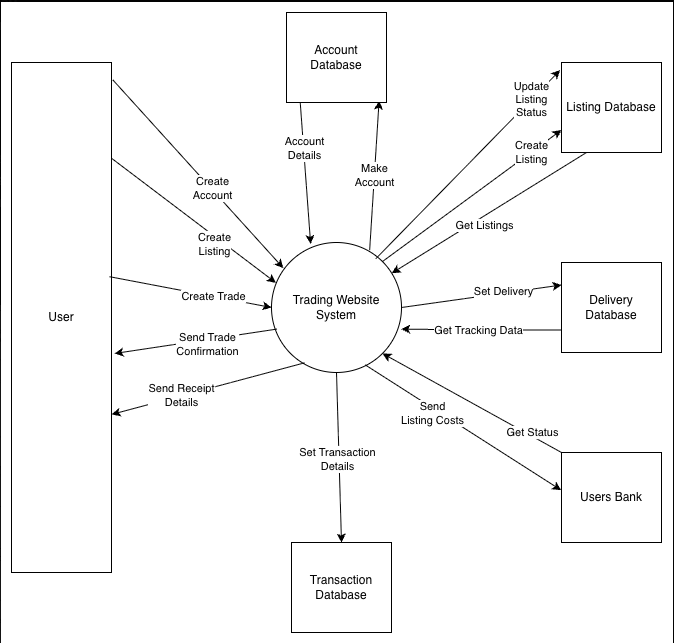 Account
Database
Update
Listing
Status
Listing Database
Account
Details
Create
Listing
Make
Account
Create
Account
Get Listings
Create
Listing
Set Delivery
Create Trade
Trading Website
System
Delivery
Database
User
Get Tracking Data
Send Trade
Confirmation
Send Receipt
Details
Send
Listing Costs
Get Status
Set Transaction
Details
Users Bank
Transaction
Database